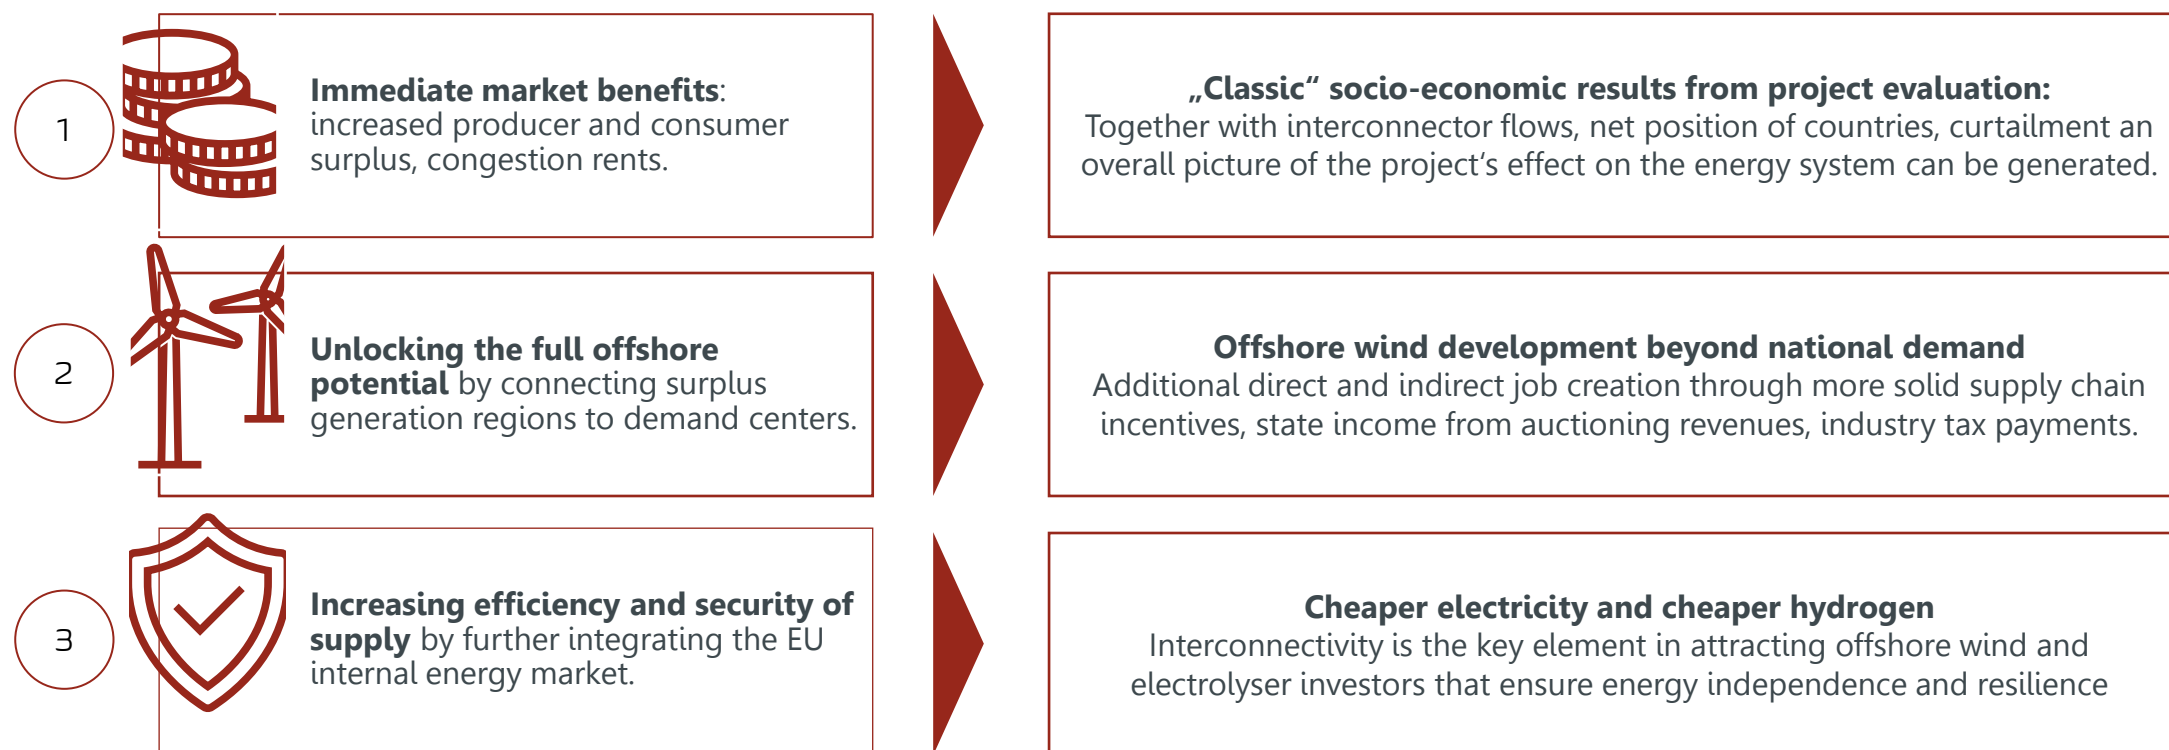 1
Immediate market benefits:
increased producer and consumer
surplus, congestion rents.
„Classic“ socio-economic results from project evaluation:
Together with interconnector flows, net position of countries, curtailment an
overall picture of the project’s effect on the energy system can be generated.
2
Unlocking the full offshore
potential by connecting surplus
generation regions to demand centers.
Offshore wind development beyond national demand
Additional direct and indirect job creation through more solid supply chain
incentives, state income from auctioning revenues, industry tax payments.
3
Increasing efficiency and security of
supply by further integrating the EU
internal energy market.
Cheaper electricity and cheaper hydrogen
Interconnectivity is the key element in attracting offshore wind and
electrolyser investors that ensure energy independence and resilience